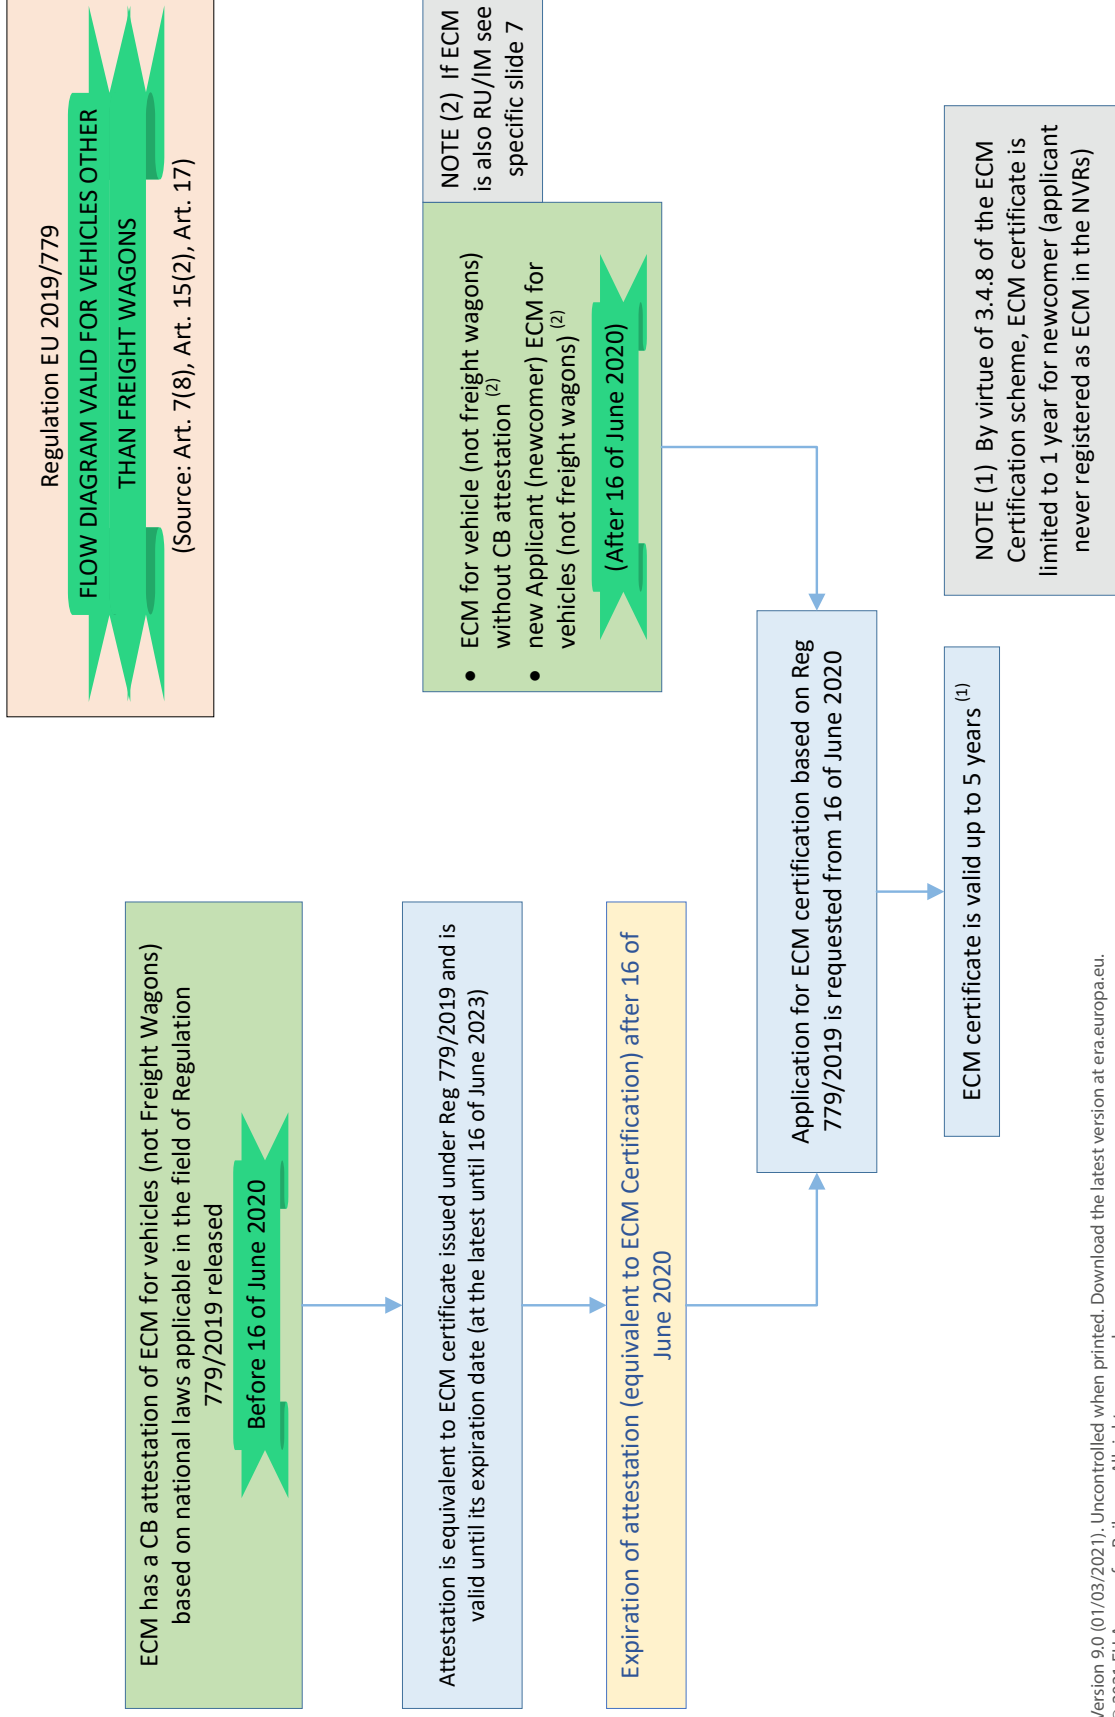 Regulation EU 2019/779
FLOW DIAGRAM VALID FOR VEHICLES OTHER
THAN FREIGHT WAGONS
(Source: Art. 7(8), Art. 15(2), Art. 17)
ECM has a CB attestation of ECM for vehicles (not Freight Wagons)
based on national laws applicable in the field of Regulation
779/2019 released
Before 16 of June 2020
Attestation is equivalent to ECM certificate issued under Reg 779/2019 and is
valid until its expiration date (at the latest until 16 of June 2023)
Expiration of attestation (equivalent to ECM Certification) after 16 of
June 2020
• ECM for vehicle (not freight wagons)
without CB attestation (2)
• new Applicant (newcomer) ECM for
vehicles (not freight wagons) (2)
(After 16 of June 2020)
NOTE (2) If ECM
is also RU/IM see
specific slide 7
Application for ECM certification based on Reg
779/2019 is requested from 16 of June 2020
ECM certificate is valid up to 5 years (1)
NOTE (1) By virtue of 3.4.8 of the ECM
Certification scheme, ECM certificate is
limited to 1 year for newcomer (applicant
never registered as ECM in the NVRs)
Version 9.0 (01/03/2021). Uncontrolled when printed. Download the latest version at era.europa.eu.